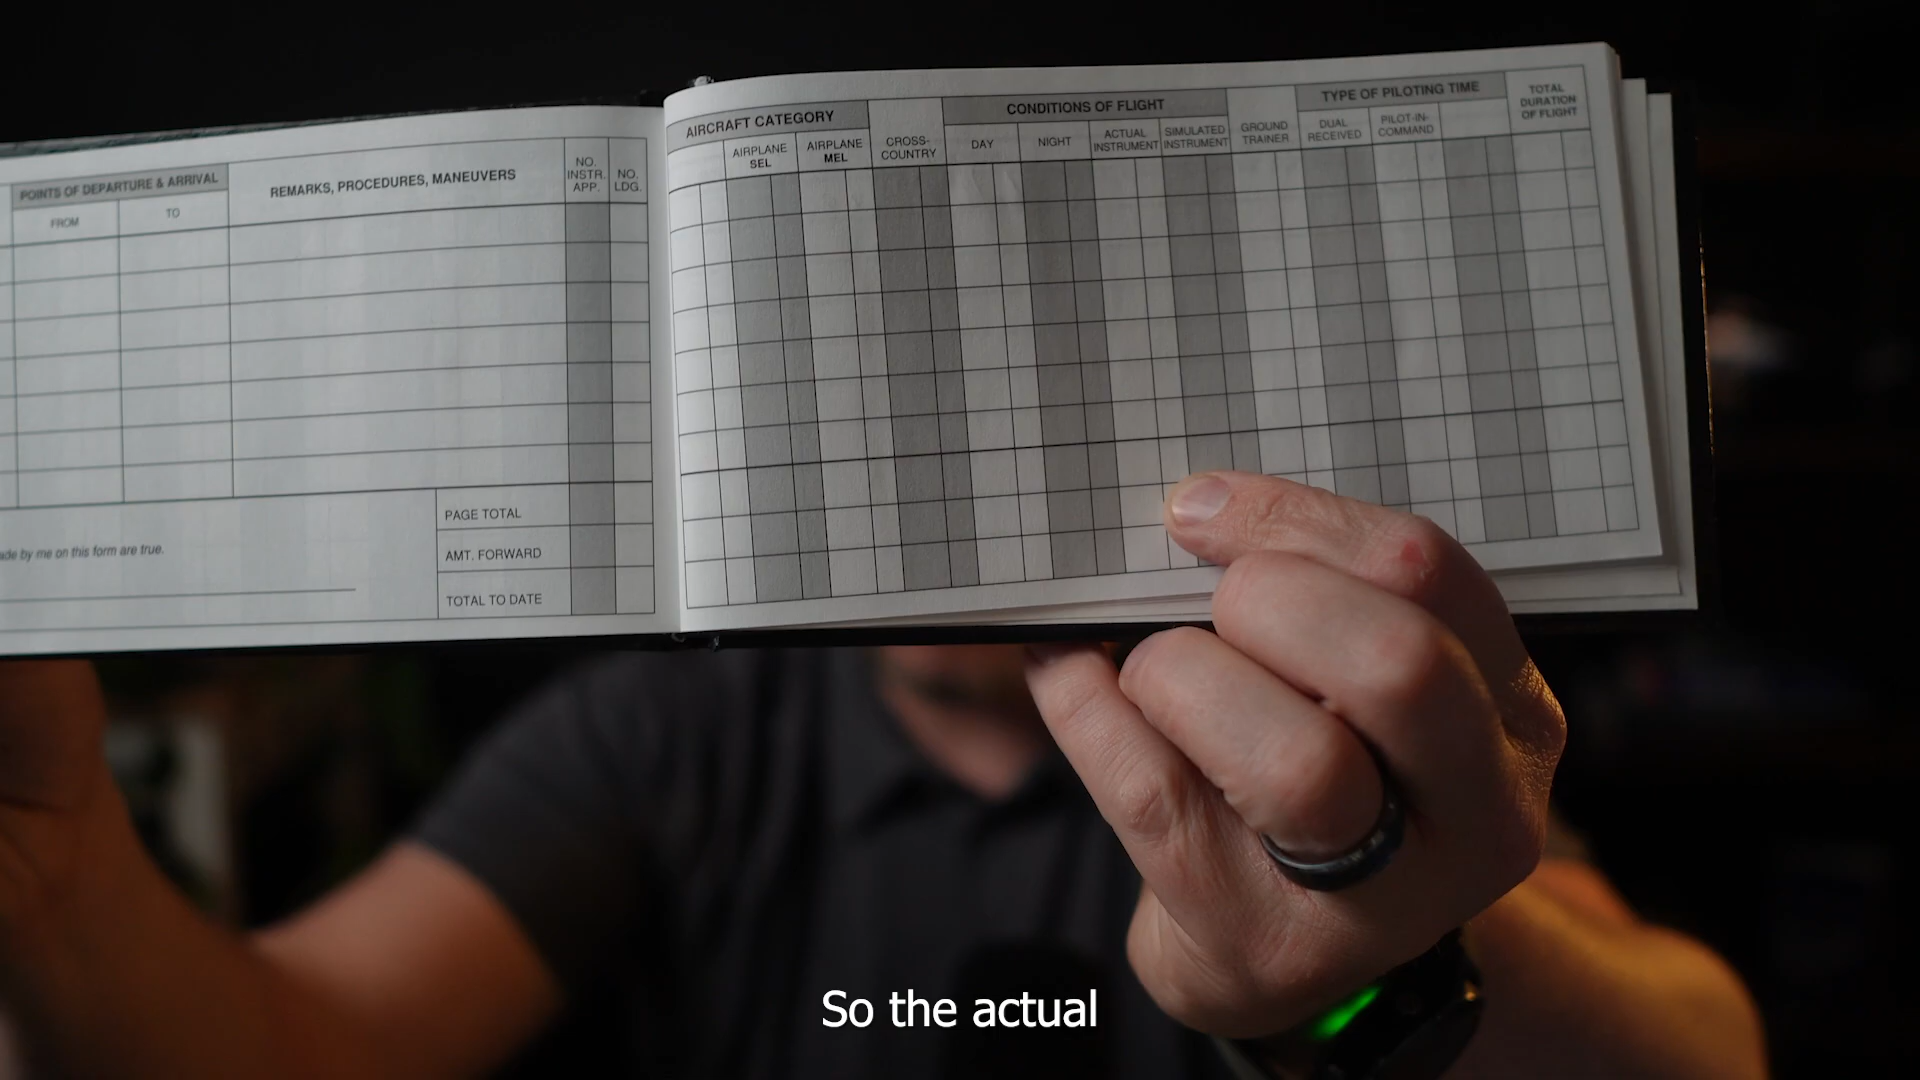 POINTS OF DEPARTURE & ARRIVAL
FROM
TO
REMARKS, PROCEDURES, MANEUVERS
NO.
INSTR.
APP.
NO.
LDG.
ade by me on this form are true.
PAGE TOTAL
AMT. FORWARD
TOTAL TO DATE
AIRCRAFT CATEGORY
AIRPLANE
SEL
AIRPLANE
MEL
CROSS-
COUNTRY
CONDITIONS OF FLIGHT
DAY
NIGHT
ACTUAL
INSTRUMENT
SIMULATED
INSTRUMENT
GROUND
TRAINER
TYPE OF PILOTING TIME
DUAL
RECEIVED
PILOT-IN-
COMMAND
TOTAL
DURATION
OF FLIGHT
So the actual